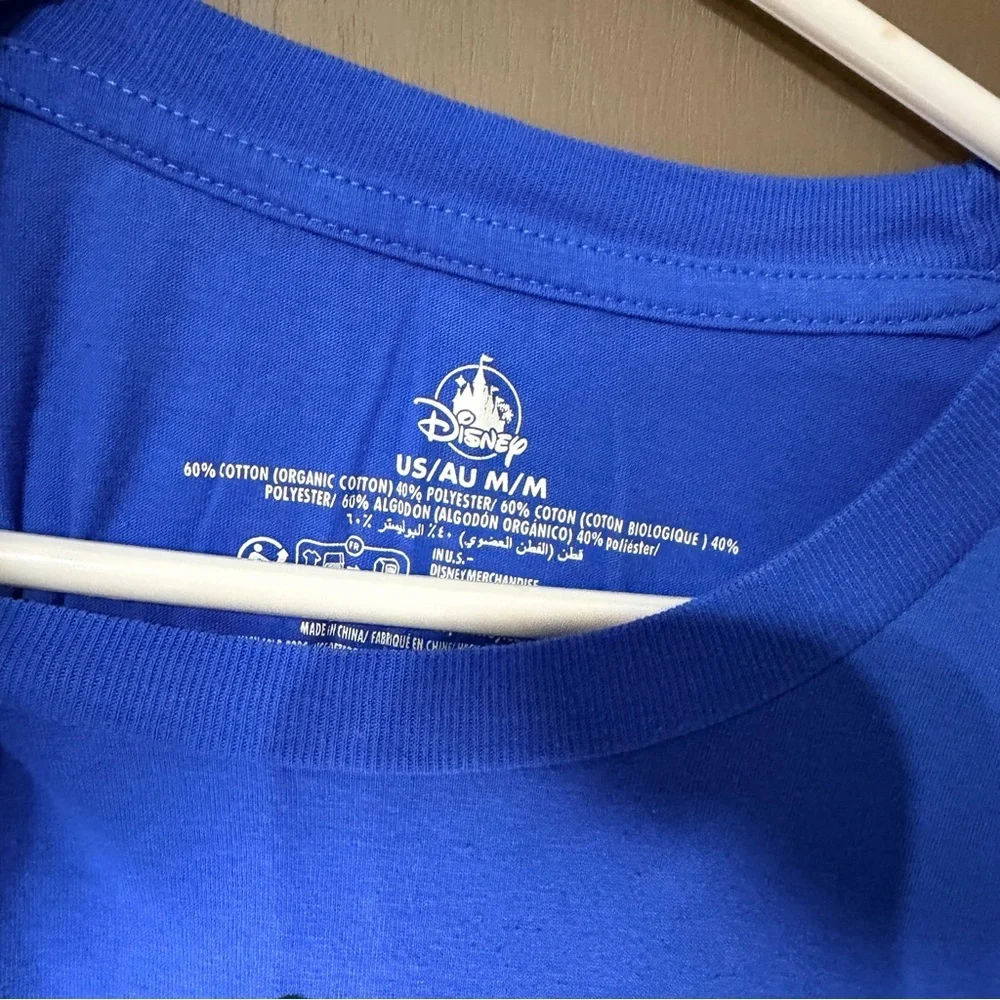 Disney
US/AU M/M
60% COTTON (ORGANIC COTTON) 40% POLYESTER/ 60% COTON (COTON BIOLOGIQUE ) 40%
POLYESTER/ 60% ALGODÓN (ALGODÓN ORGÁNICO) 40% poliéster/
قطن (القطن العضوي) ٤٠٪ البوليستر ٦٠٪
FR
IN U.S.-
DISNEY MERCHANDISE
MADE IN CHINA/ FABRIQUÉ EN CHINE/